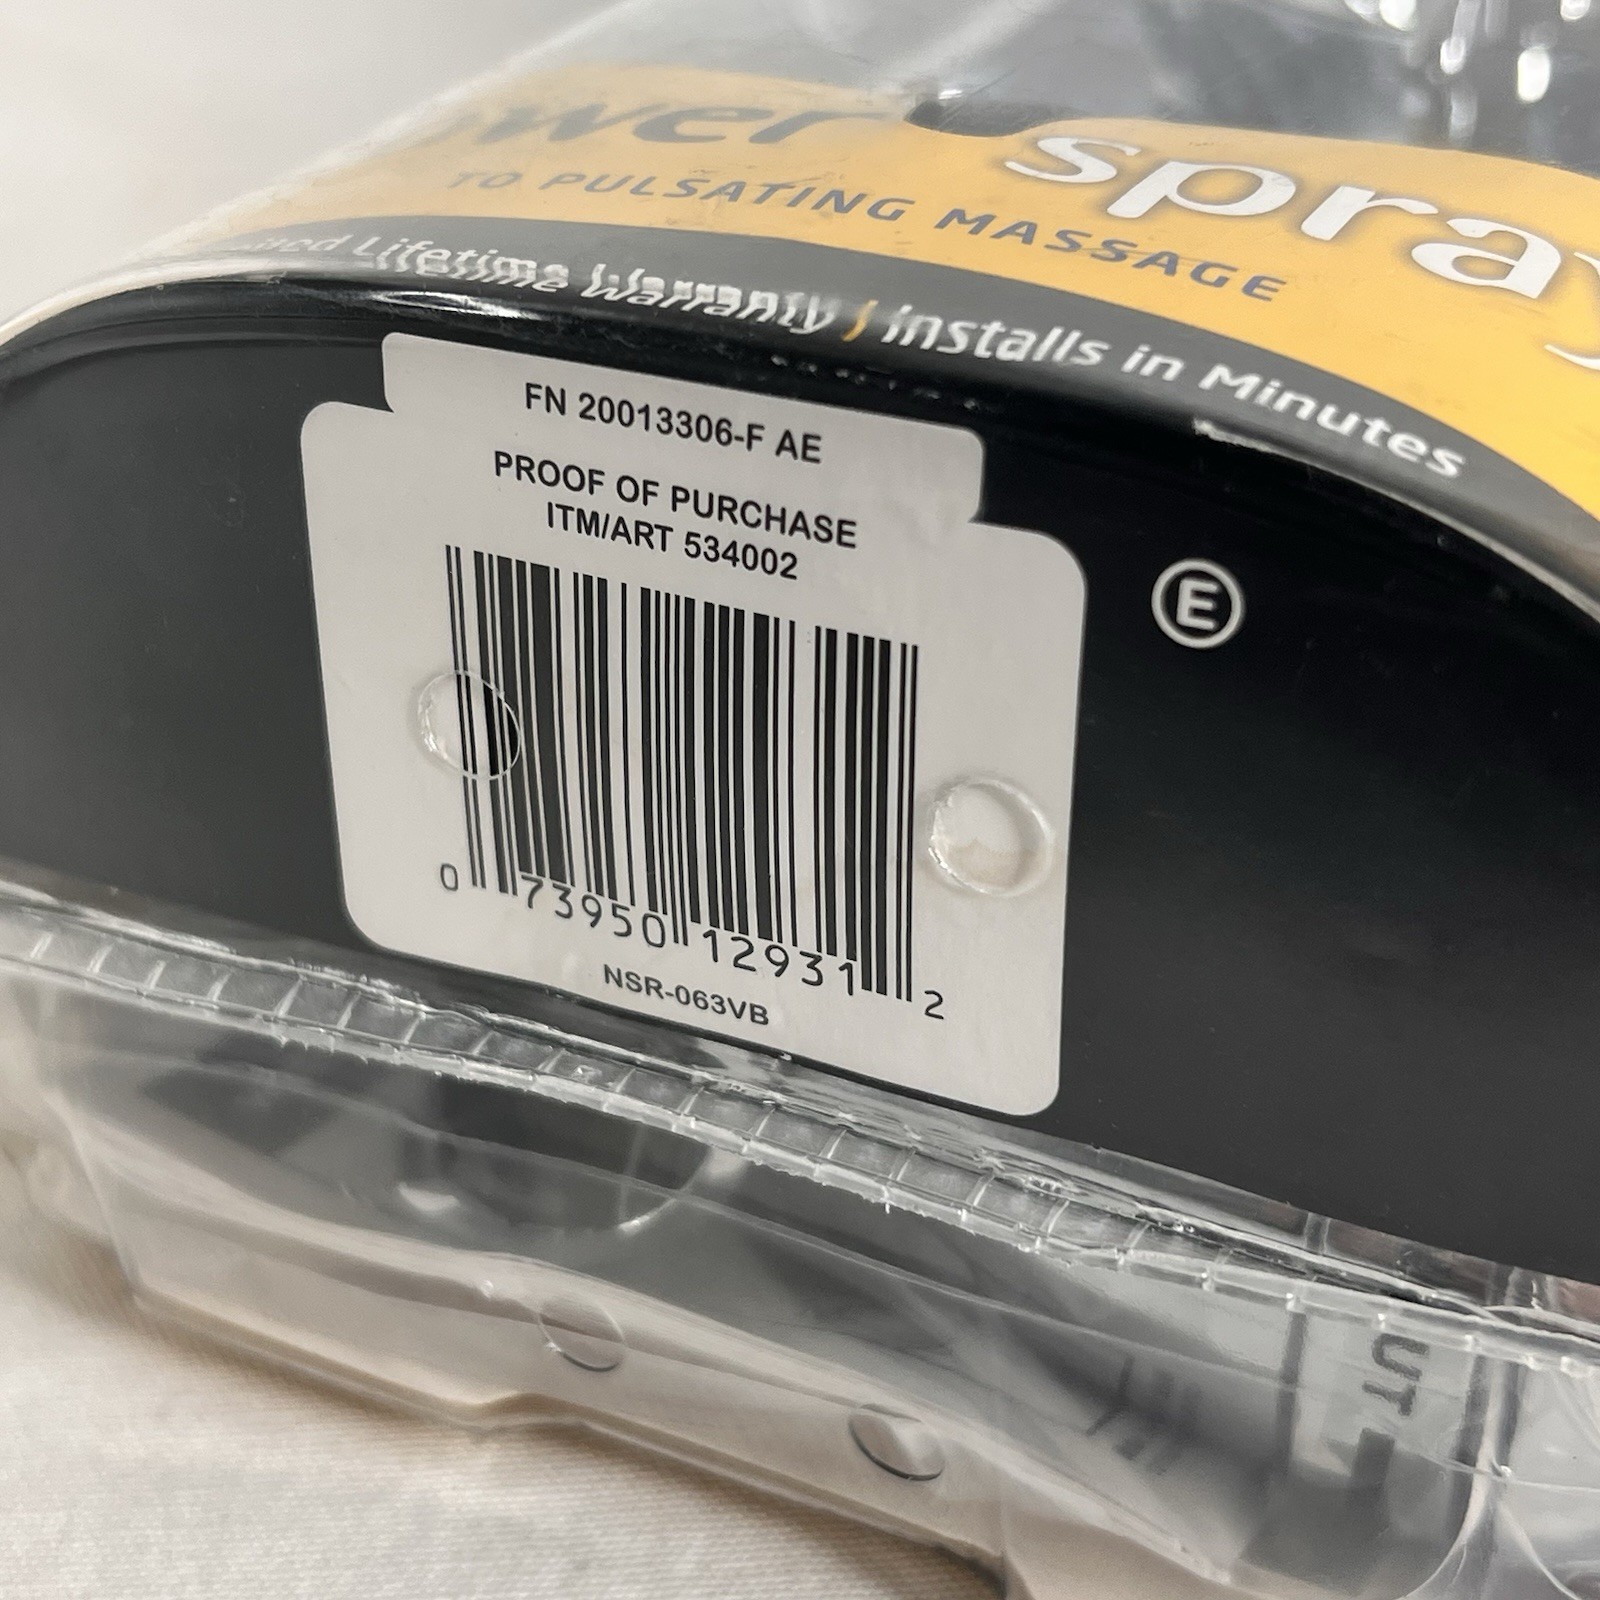 spray
TO PULSATING MASSAGE
Lifetime Warranty / Installs in Minutes
FN 20013306-F AE
PROOF OF PURCHASE
ITM/ART 534002
E
0 73950 12931 2
NSR-063VB